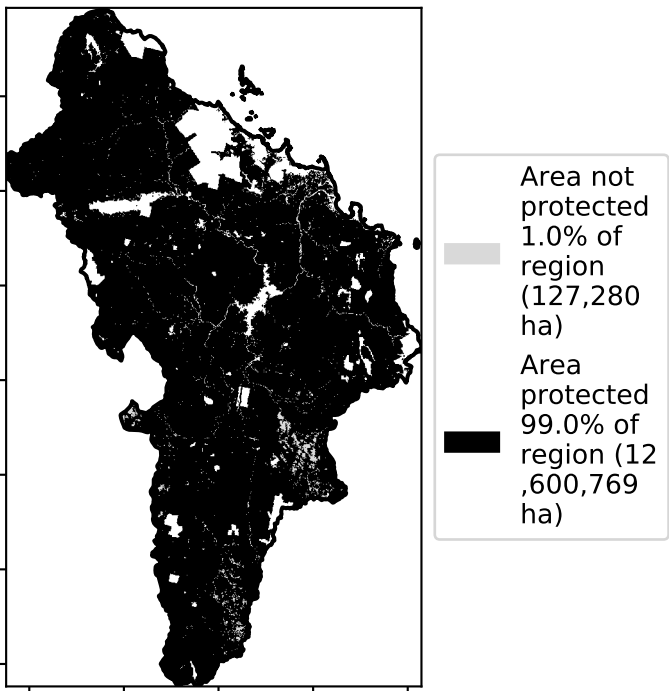 Area not
protected
1.0% of
region
(127,280
ha)
Area
protected
99.0% of
region (12
,600,769
ha)